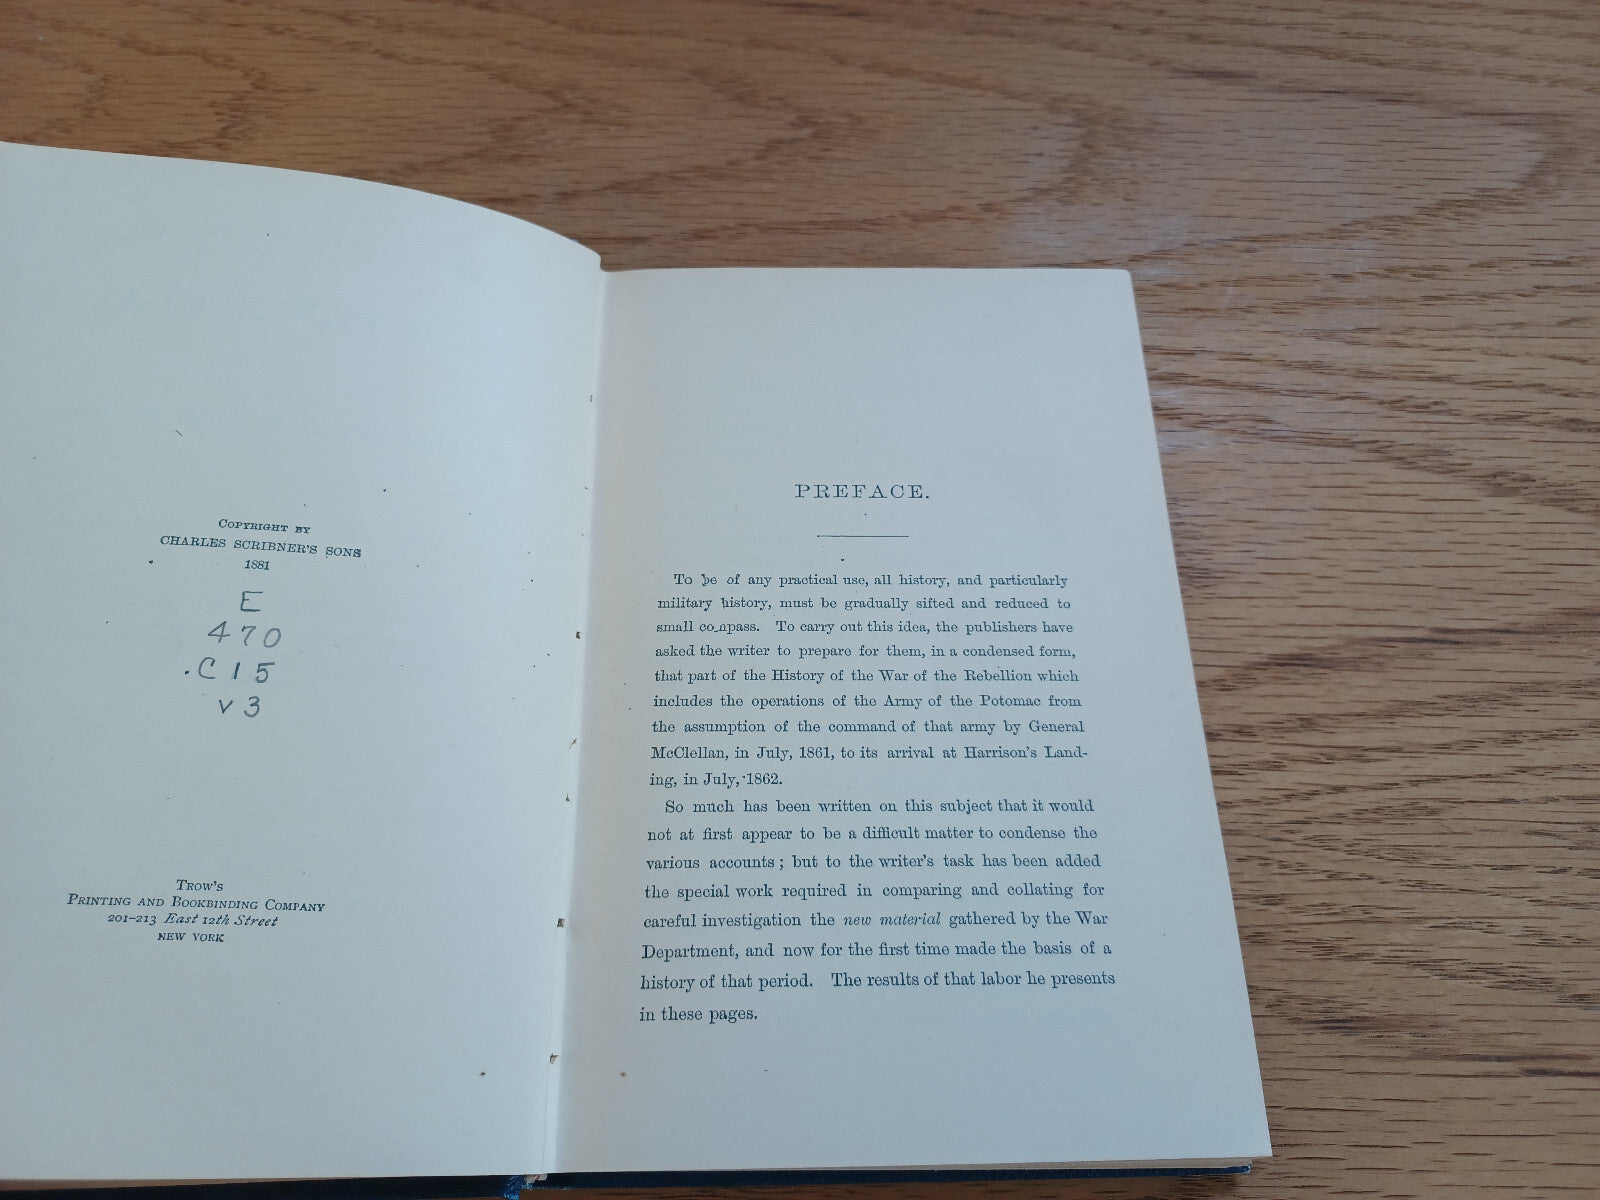 COPYRIGHT BY
CHARLES SCRIBNER'S SONS
1881
E
470
.C15
v3
TROW'S
PRINTING AND BOOKBINDING COMPANY
201-213 East 12th Street
NEW YORK
PREFACE.
To be of any practical use, all history, and particularly
military history, must be gradually sifted and reduced to
small compass. To carry out this idea, the publishers have
asked the writer to prepare for them, in a condensed form,
that part of the History of the War of the Rebellion which
includes the operations of the Army of the Potomac from
the assumption of the command of that army by General
McClellan, in July, 1861, to its arrival at Harrison's Land-
ing, in July, 1862.
So much has been written on this subject that it would
not at first appear to be a difficult matter to condense the
various accounts; but to the writer's task has been added
the special work required in comparing and collating for
careful investigation the new material gathered by the War
Department, and now for the first time made the basis of a
history of that period. The results of that labor he presents
in these pages.